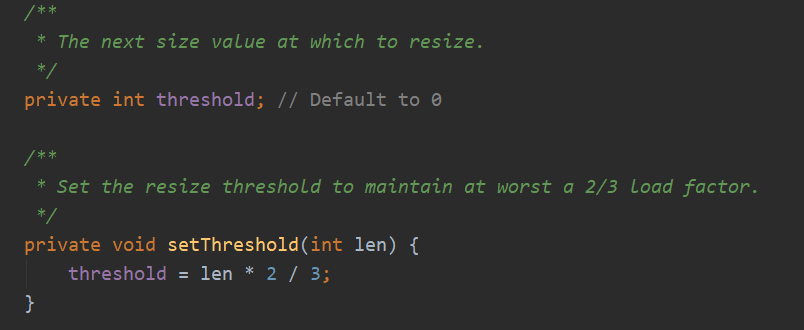 /**
 * The next size value at which to resize.
 */
private int threshold; // Default to 0
/**
 * Set the resize threshold to maintain at worst a 2/3 load factor.
 */
private void setThreshold(int len) {
    threshold = len * 2 / 3;
}